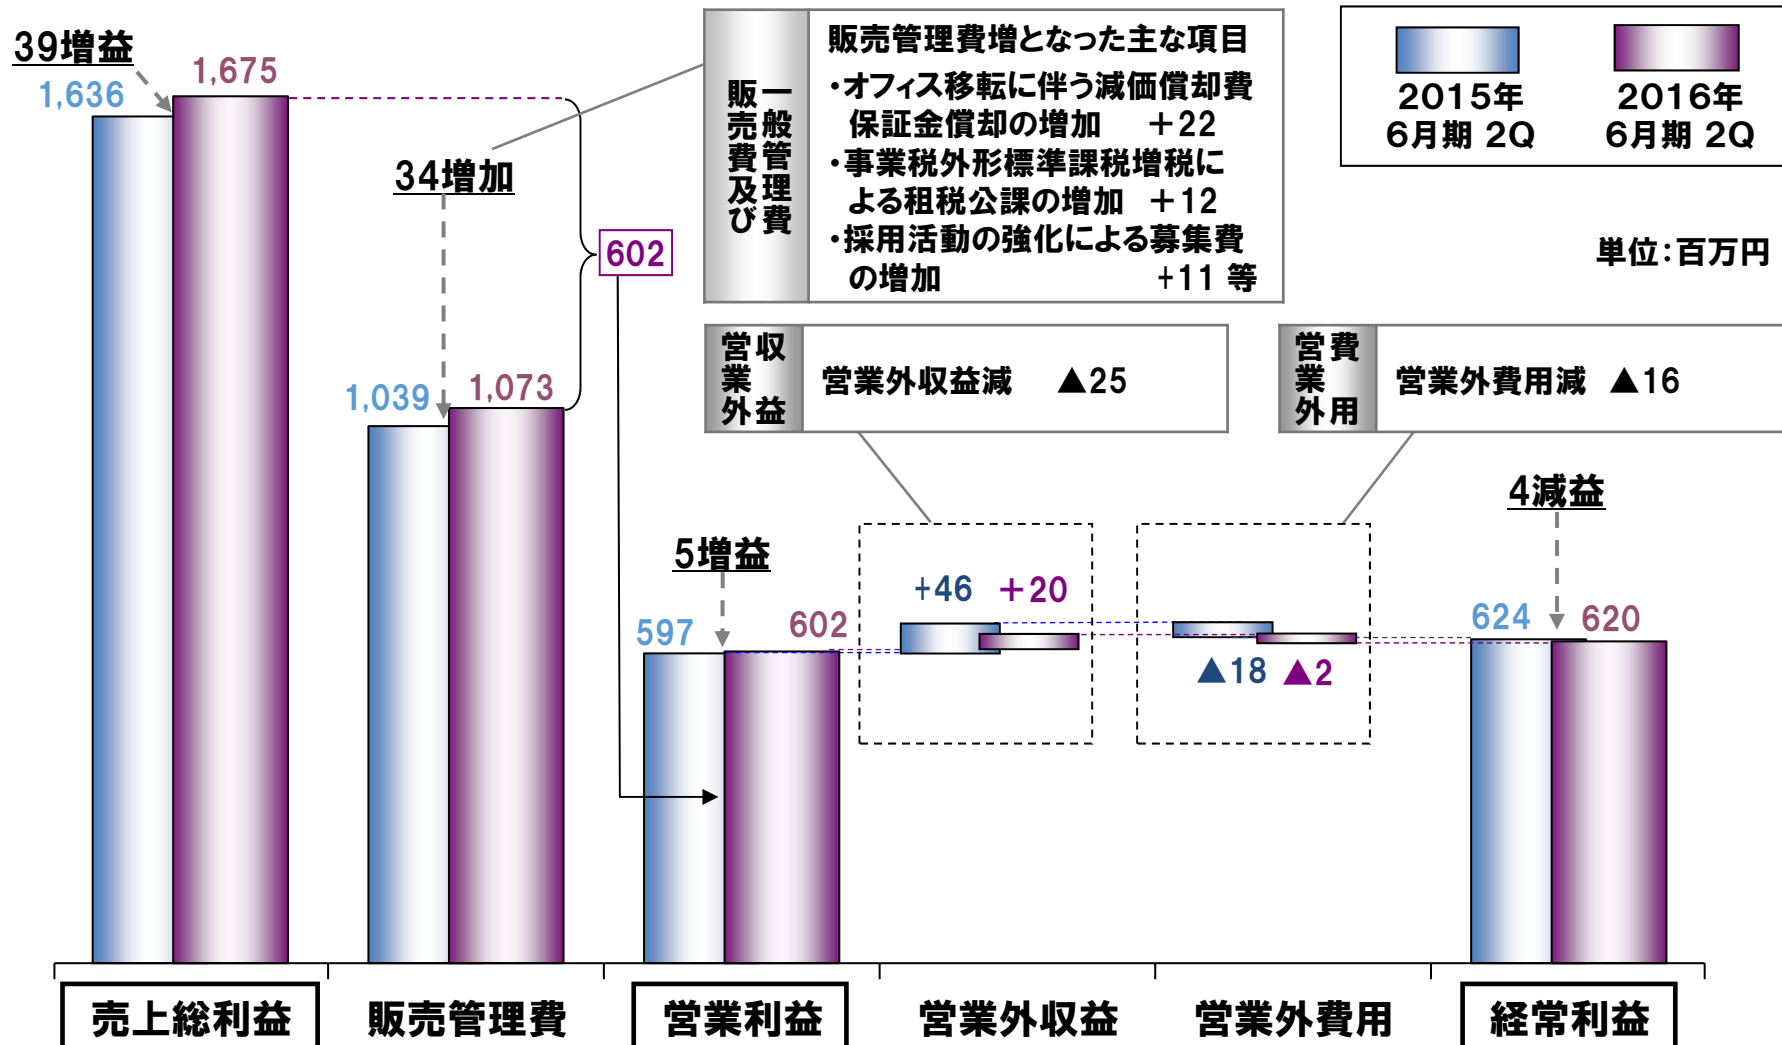 39増益
1,636
1,675
34増加
1,039
1,073
602
販売費及び
一般管理費
販売管理費増となった主な項目
・オフィス移転に伴う減価償却費
保証金償却の増加 +22
・事業税外形標準課税増税に
よる租税公課の増加 +12
・採用活動の強化による募集費
の増加 +11 等
2015年
6月期 2Q
2016年
6月期 2Q
単位:百万円
営業外
収益
営業外収益減 ▲25
営業外
費用
営業外費用減 ▲16
5増益
597
602
+46
+20
▲18
▲2
4減益
624
620
売上総利益
販売管理費
営業利益
営業外収益
営業外費用
経常利益